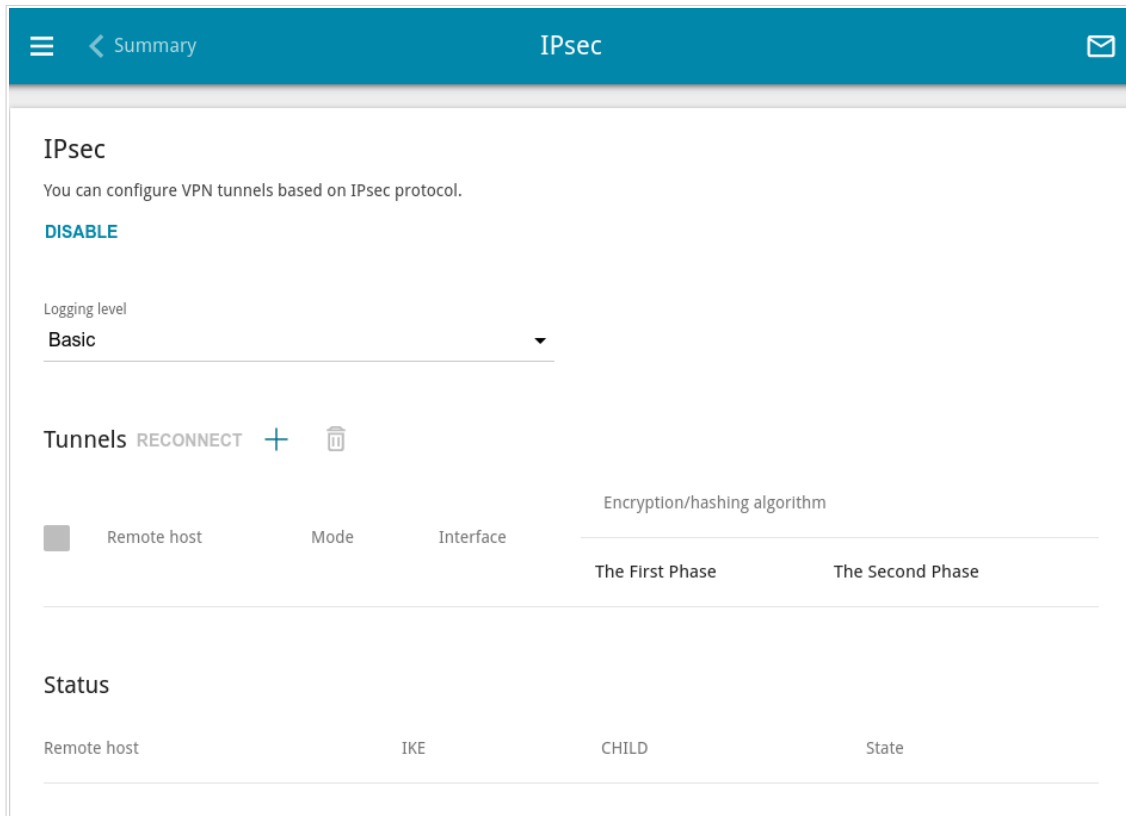 Summary
IPsec
IPsec
You can configure VPN tunnels based on IPsec protocol.
DISABLE
Logging level
Basic
Tunnels RECONNECT
Encryption/hashing algorithm
Remote host Mode Interface
The First Phase The Second Phase
Status
Remote host IKE CHILD State